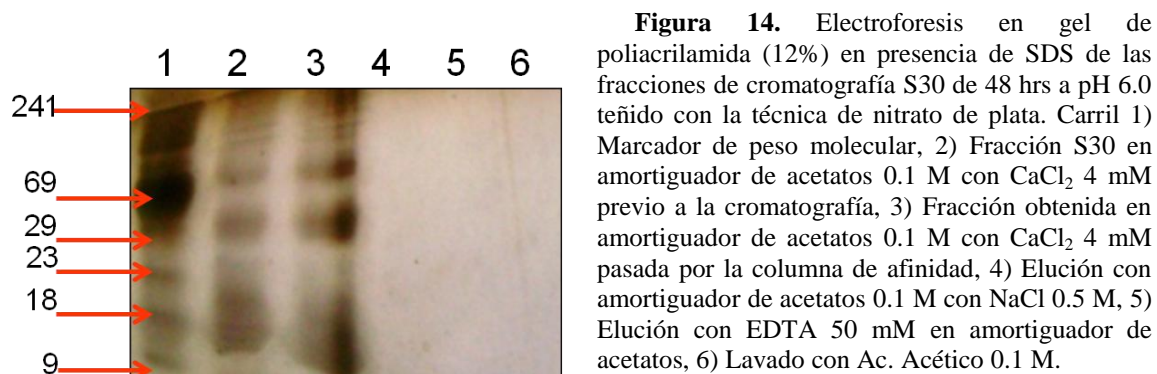 1 2 3 4 5 6
241
69
29
23
18
9
Figura 14. Electroforesis en gel de
poliacrilamida (12%) en presencia de SDS de las
fracciones de cromatografía S30 de 48 hrs a pH 6.0
teñido con la técnica de nitrato de plata. Carril 1)
Marcador de peso molecular, 2) Fracción S30 en
amortiguador de acetatos 0.1 M con CaCl₂ 4 mM
previo a la cromatografía, 3) Fracción obtenida en
amortiguador de acetatos 0.1 M con CaCl₂ 4 mM
pasada por la columna de afinidad, 4) Elución con
amortiguador de acetatos 0.1 M con NaCl 0.5 M, 5)
Elución con EDTA 50 mM en amortiguador de
acetatos, 6) Lavado con Ac. Acético 0.1 M.